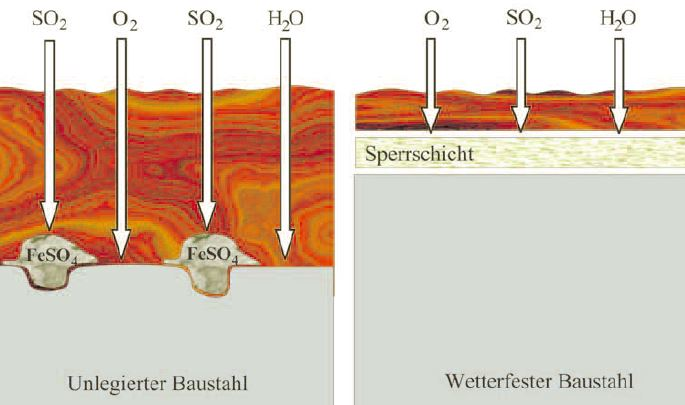 SO₂ O₂ SO₂ H₂O
FeSO₄ FeSO₄
Unlegierter Baustahl
O₂ SO₂ H₂O
Sperrschicht
Wetterfester Baustahl